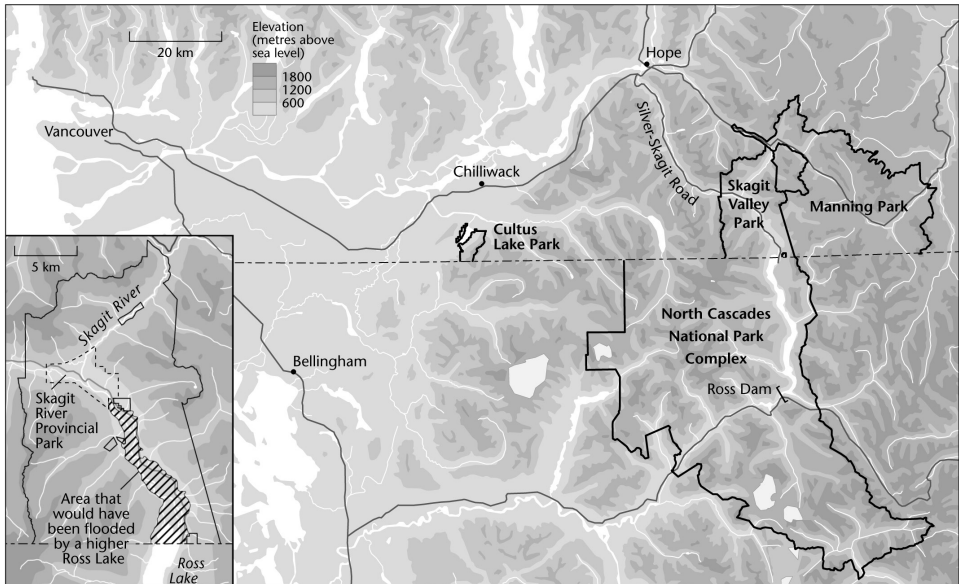 20 km
Elevation
(metres above
sea level)
1800
1200
600
Hope
Vancouver
Silver-Skagit Road
Chilliwack
Skagit
Valley
Park
Manning Park
Cultus
Lake Park
5 km
Skagit River
North Cascades
National Park
Complex
Bellingham
Ross Dam
Skagit
River
Provincial
Park
Area that
would have
been flooded
by a higher
Ross Lake
Ross
Lake